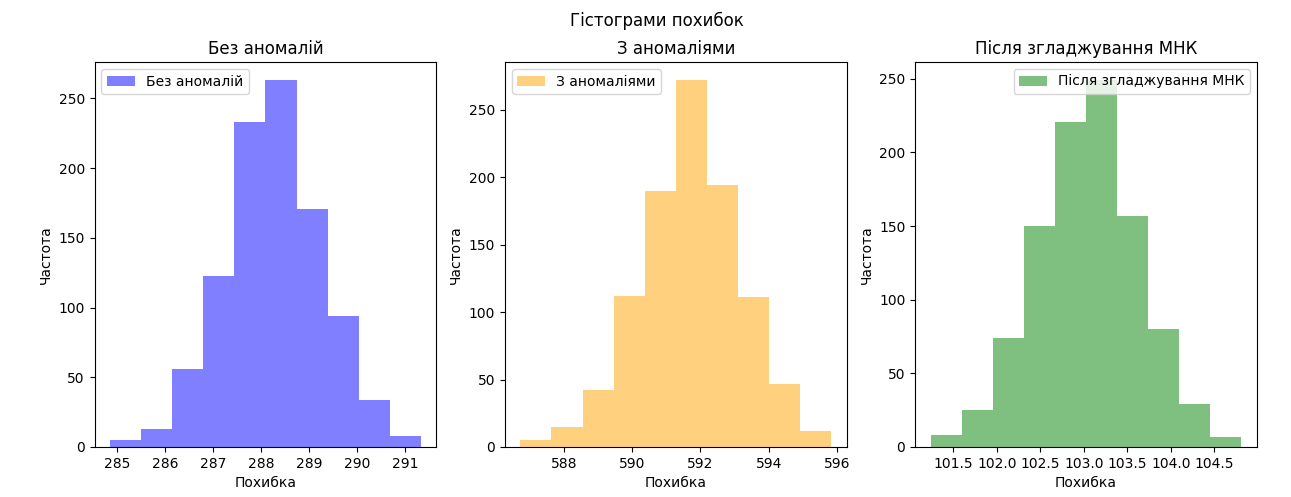 Гістограми похибок
Без аномалій
Без аномалій
250
200
150
100
50
0
285 286 287 288 289 290 291
Частота
Похибка
З аномаліями
З аномаліями
250
200
150
100
50
0
588 590 592 594 596
Частота
Похибка
Після згладжування МНК
Після згладжування МНК
250
200
150
100
50
0
101.5 102.0 102.5 103.0 103.5 104.0 104.5
Частота
Похибка